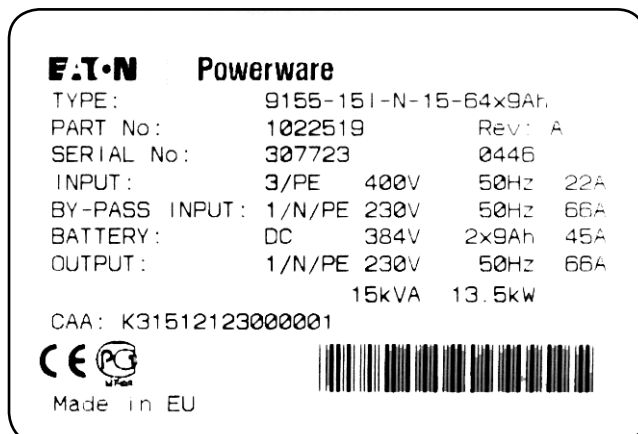 EATON Powerware
TYPE: 9155-15I-N-15-64x9Ah
PART No: 1022519 Rev: A
SERIAL No: 307723 0446
INPUT: 3/PE 400V 50Hz 22A
BY-PASS INPUT: 1/N/PE 230V 50Hz 66A
BATTERY: DC 384V 2x9Ah 45A
OUTPUT: 1/N/PE 230V 50Hz 66A
15kVA 13.5kW
CAA: K31512123000001
CE
Made in EU